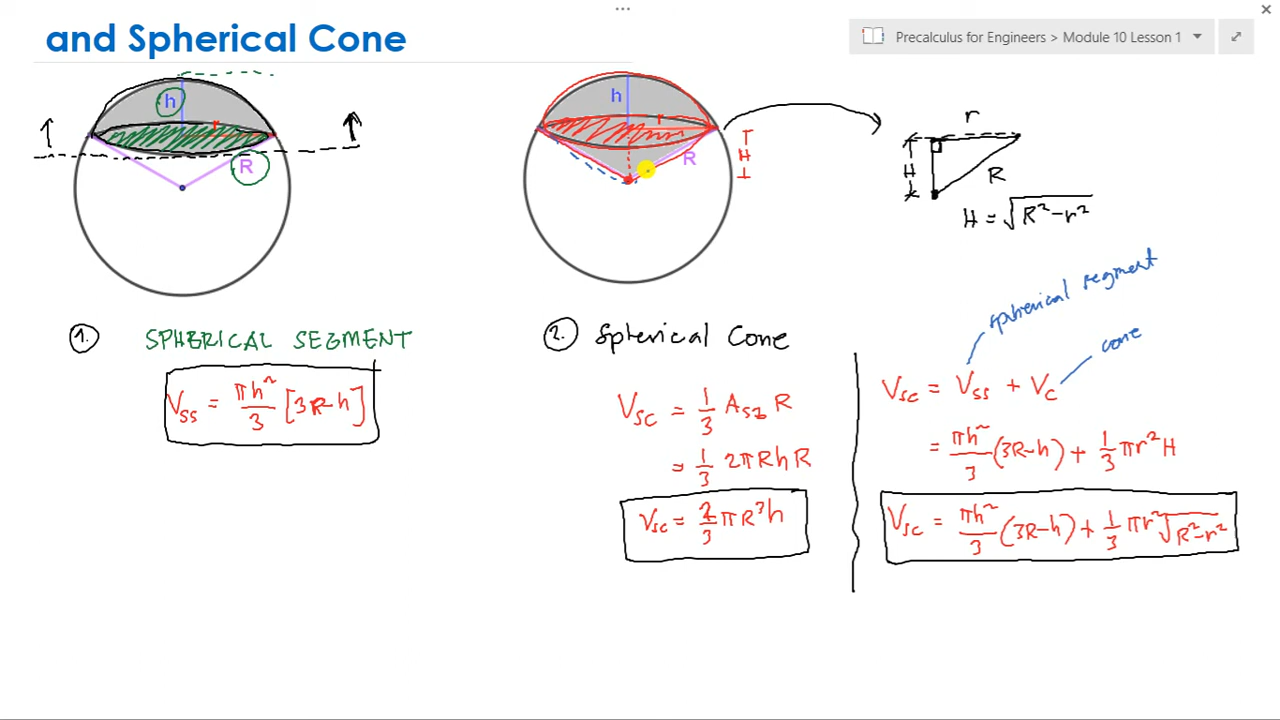 and Spherical Cone
Precalculus for Engineers > Module 10 Lesson 1
h
r
R
h
r
R
H
r
H
R
H = √(R² − r²)
1. SPHERICAL SEGMENT
V_SS = πh²/3 [3R − h]
2. Spherical Cone
V_SC = 1/3 A_SZ R
= 1/3 2πRhR
V_SC = 2/3 πR³h
spherical segment
cone
V_SC = V_SS + V_C
= πh²/3 (3R − h) + 1/3 πr²H
V_SC = πh²/3 (3R − h) + 1/3 πr²√(R² − r²)